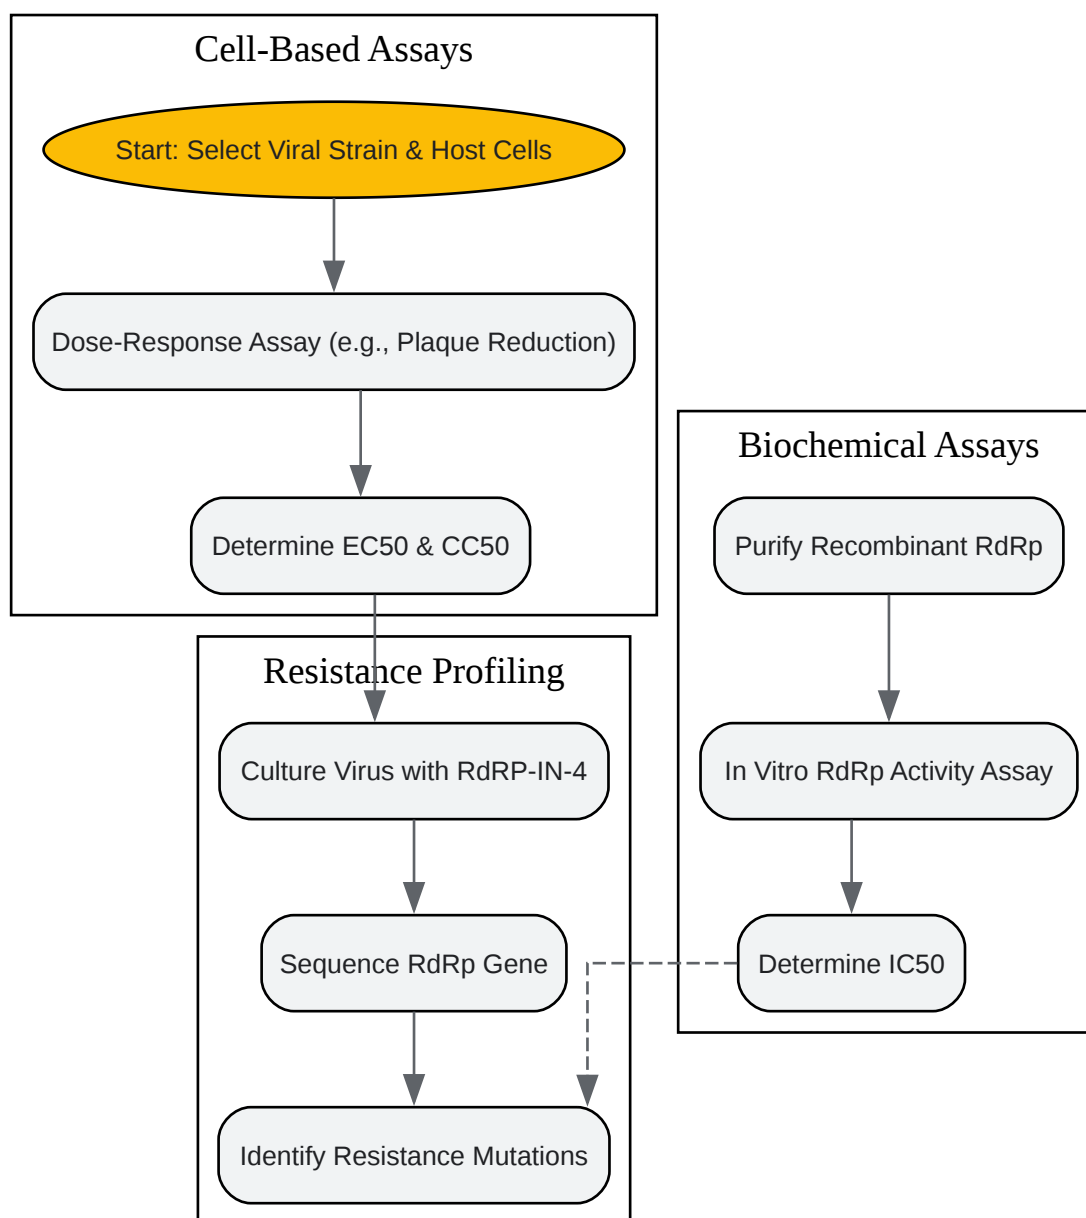 Cell-Based Assays
Start: Select Viral Strain & Host Cells
Dose-Response Assay (e.g., Plaque Reduction)
Determine EC50 & CC50
Biochemical Assays
Purify Recombinant RdRp
In Vitro RdRp Activity Assay
Determine IC50
Resistance Profiling
Culture Virus with RdRP-IN-4
Sequence RdRp Gene
Identify Resistance Mutations